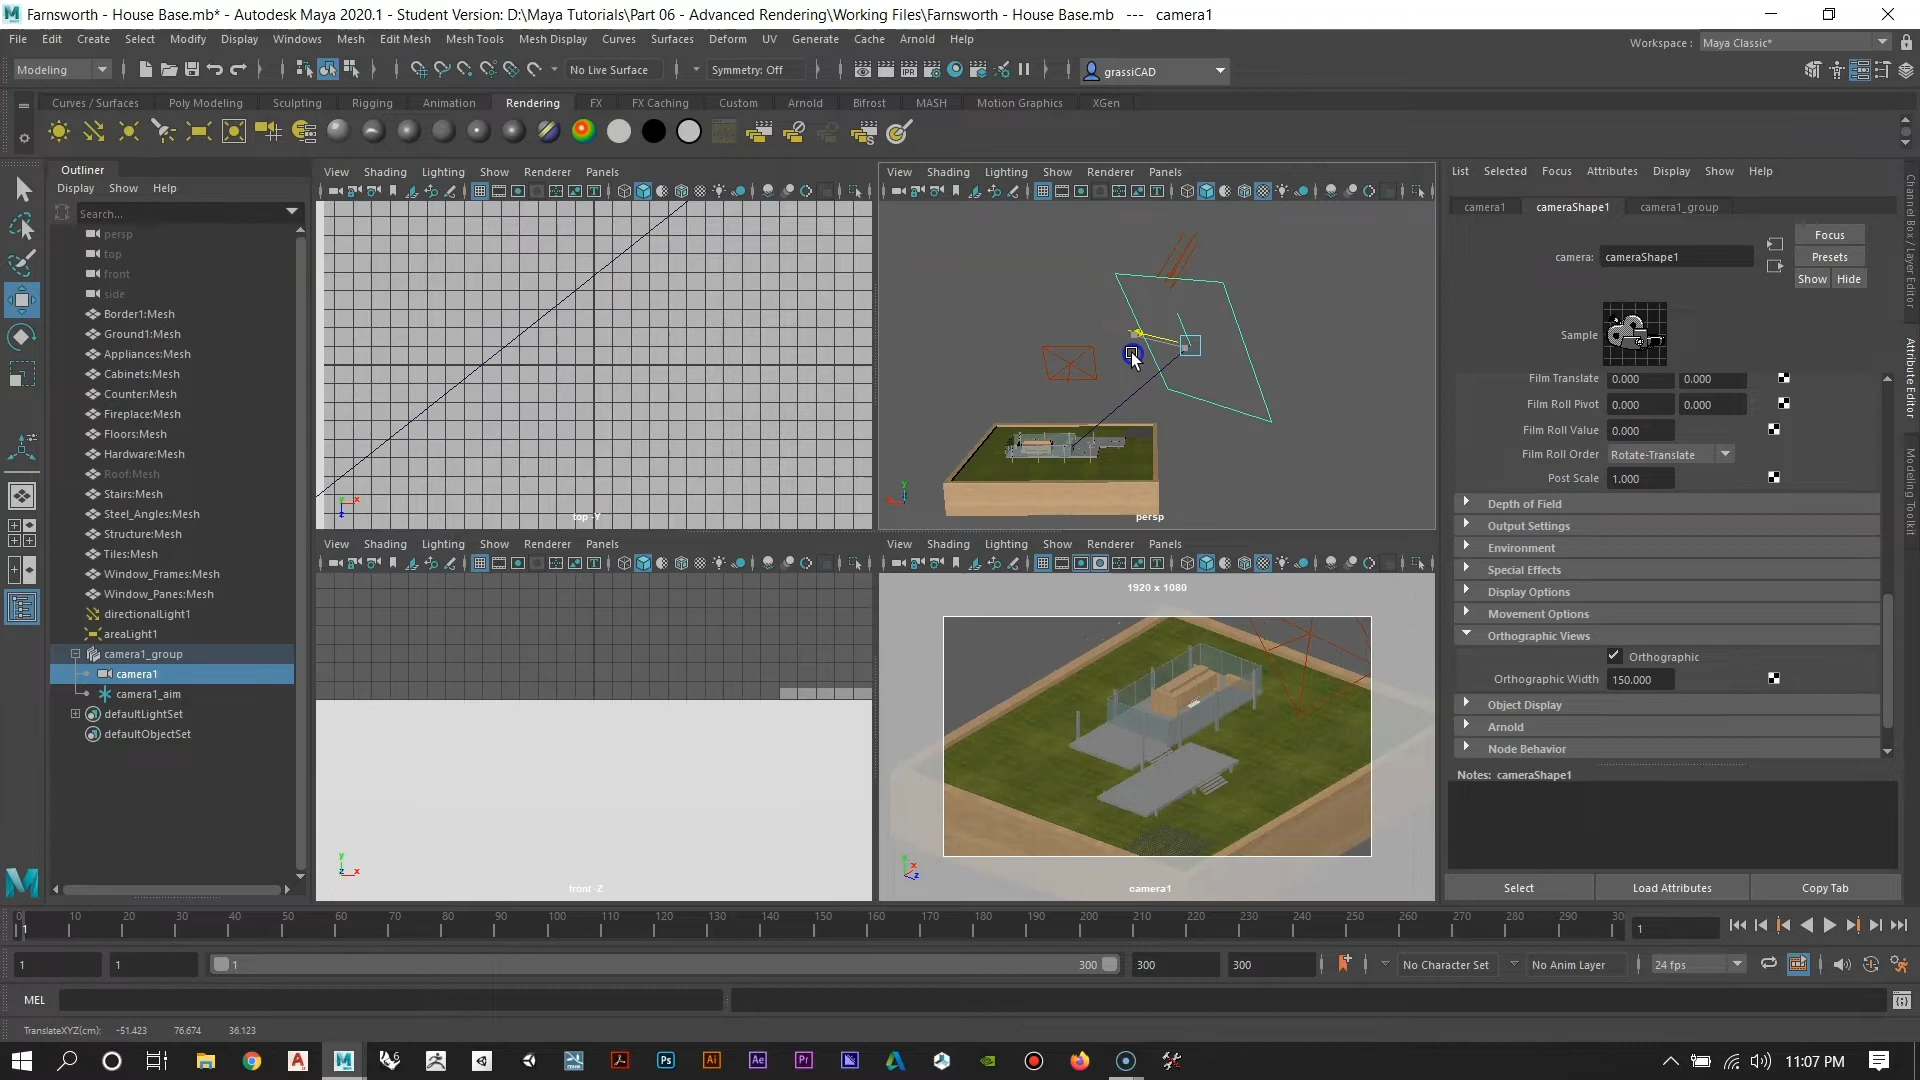 Farnsworth - House Base.mb* - Autodesk Maya 2020.1 - Student Version: D:\Maya Tutorials\Part 06 - Advanced Rendering\Working Files\Farnsworth - House Base.mb --- camera1
File Edit Create Select Modify Display Windows Mesh Edit Mesh Mesh Tools Mesh Display Curves Surfaces Deform UV Generate Cache Arnold Help
Workspace : Maya Classic*
Modeling No Live Surface Symmetry: Off grassiCAD
Curves / Surfaces Poly Modeling Sculpting Rigging Animation Rendering FX FX Caching Custom Arnold Bifrost MASH Motion Graphics XGen
Outliner
Display Show Help
Search...
persp
top
front
side
Border1:Mesh
Ground1:Mesh
Appliances:Mesh
Cabinets:Mesh
Counter:Mesh
Fireplace:Mesh
Floors:Mesh
Hardware:Mesh
Roof:Mesh
Stairs:Mesh
Steel_Angles:Mesh
Structure:Mesh
Tiles:Mesh
Window_Frames:Mesh
Window_Panes:Mesh
directionalLight1
areaLight1
camera1_group
camera1
camera1_aim
defaultLightSet
defaultObjectSet
View Shading Lighting Show Renderer Panels
top -Y
View Shading Lighting Show Renderer Panels
persp
View Shading Lighting Show Renderer Panels
front -Z
View Shading Lighting Show Renderer Panels
1920 x 1080
camera1
List Selected Focus Attributes Display Show Help
camera1 cameraShape1 camera1_group
camera: cameraShape1
Focus
Presets
Show Hide
Sample
Film Translate 0.000 0.000
Film Roll Pivot 0.000 0.000
Film Roll Value 0.000
Film Roll Order Rotate-Translate
Post Scale 1.000
Depth of Field
Output Settings
Environment
Special Effects
Display Options
Movement Options
Orthographic Views
Orthographic
Orthographic Width 150.000
Object Display
Arnold
Node Behavior
Notes: cameraShape1
Select Load Attributes Copy Tab
Channel Box / Layer Editor
Attribute Editor
Modeling Toolkit
0 10 20 30 40 50 60 70 80 90 100 110 120 130 140 150 160 170 180 190 200 210 220 230 240 250 260 270 280 290 30
1
1
1 1 1 300 300 300 No Character Set No Anim Layer 24 fps
MEL
TranslateXYZ(cm): -51.423 76.674 36.123
11:07 PM